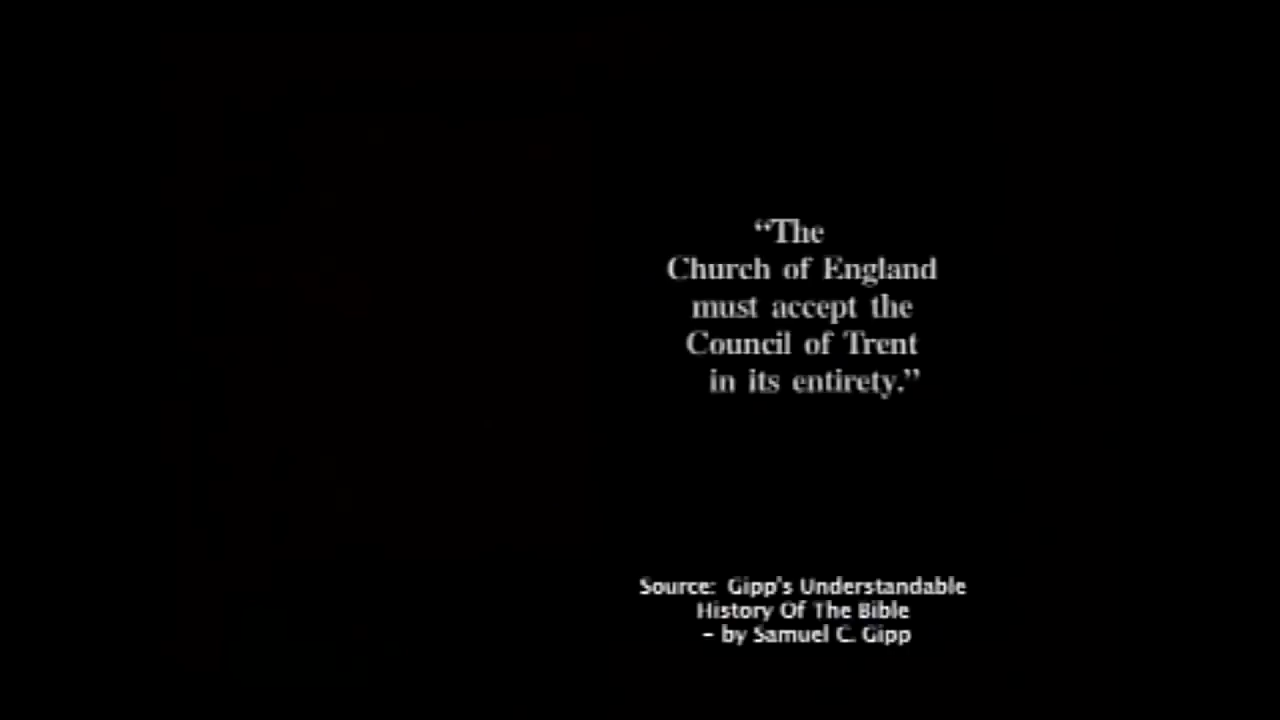 “The
Church of England
must accept the
Council of Trent
in its entirety.”
Source: Gipp's Understandable
History Of The Bible
- by Samuel C. Gipp